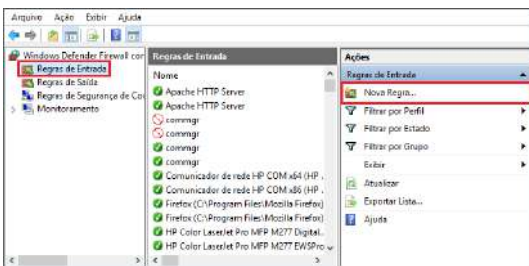 Arquivo Ação Exibir Ajuda
Windows Defender Firewall com
Regras de Entrada
Regras de Saída
Regras de Segurança de Co
Monitoramento
Regras de Entrada
Nome
Apache HTTP Server
Apache HTTP Server
commgr
commgr
commgr
commgr
Comunicador de rede HP COM x64 (HP .
Comunicador de rede HP COM x86 (HP .
Firefox (C:\Program Files\Mozilla Firefox)
Firefox (C:\Program Files\Mozilla Firefox)
HP Color LaserJet Pro MFP M277 Digital..
HP Color LaserJet Pro MFP M277 EWSPro
Ações
Regras de Entrada
Nova Regra...
Filtrar por Perfil
Filtrar por Estado
Filtrar por Grupo
Exibir
Atualizar
Exportar Lista...
Ajuda